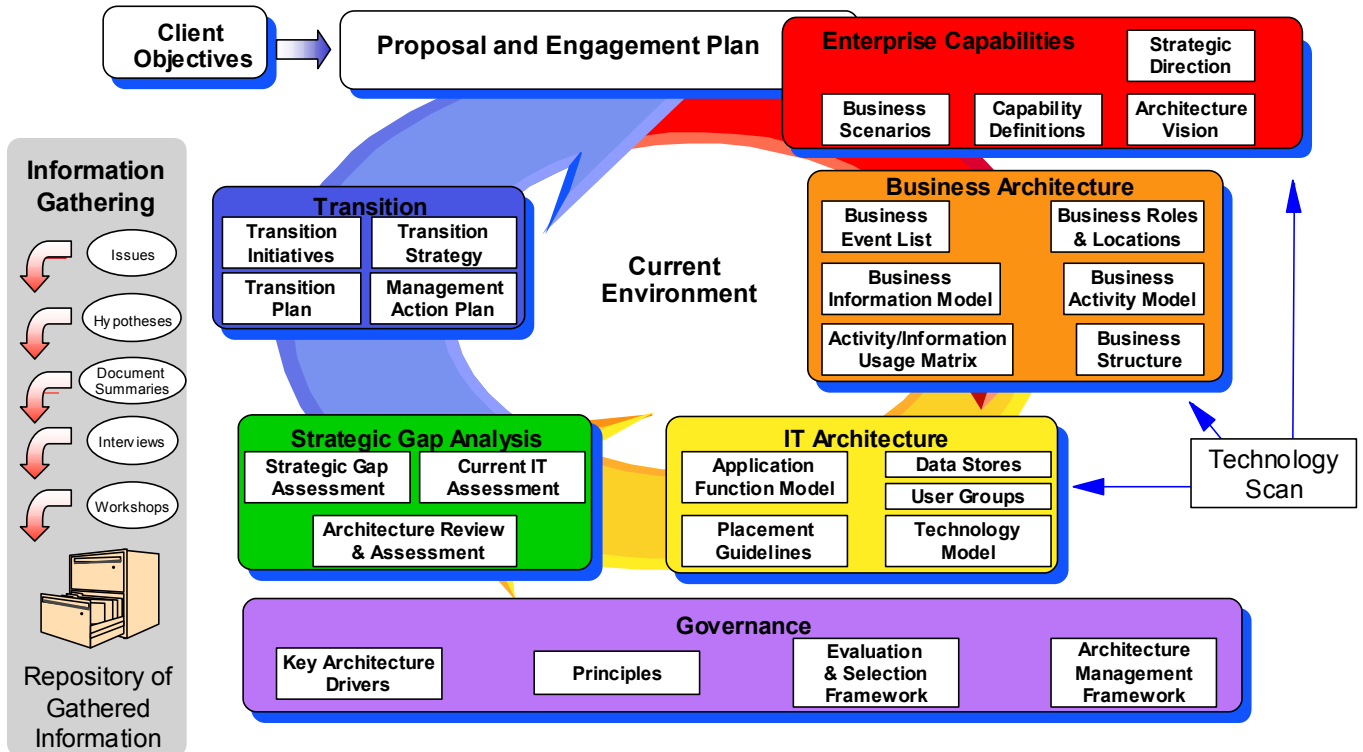 Client
Objectives
Proposal and Engagement Plan
Enterprise Capabilities
Strategic
Direction
Business
Scenarios
Capability
Definitions
Architecture
Vision
Information
Gathering
Issues
Hypotheses
Document
Summaries
Interviews
Workshops
Repository of
Gathered
Information
Transition
Transition
Initiatives
Transition
Strategy
Transition
Plan
Management
Action Plan
Current
Environment
Business Architecture
Business
Event List
Business Roles
& Locations
Business
Information Model
Business
Activity Model
Activity/Information
Usage Matrix
Business
Structure
Strategic Gap Analysis
Strategic Gap
Assessment
Current IT
Assessment
Architecture Review
& Assessment
IT Architecture
Application
Function Model
Data Stores
User Groups
Placement
Guidelines
Technology
Model
Technology
Scan
Governance
Key Architecture
Drivers
Principles
Evaluation
& Selection
Framework
Architecture
Management
Framework